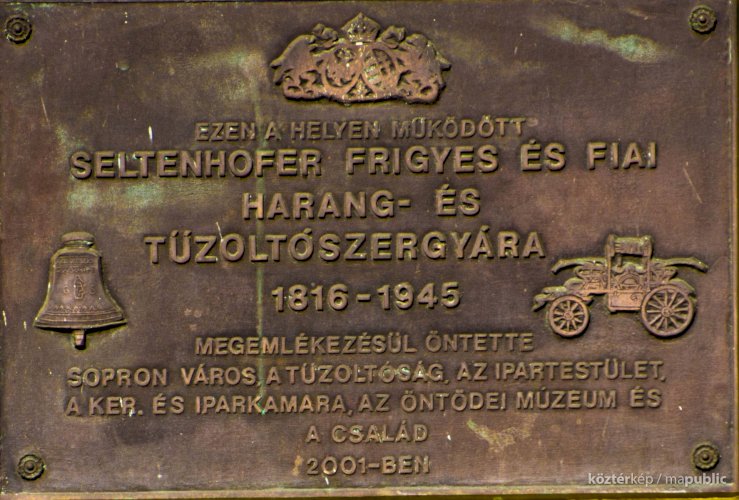 EZEN A HELYEN MŰKÖDÖTT
SELTENHOFER FRIGYES ÉS FIAI
HARANG- ÉS
TŰZOLTÓSZERGYÁRA
1816-1945
MEGEMLÉKEZÉSÜL ÖNTETTE
SOPRON VÁROS, A TŰZOLTÓSÁG, AZ IPARTESTÜLET,
A KER. ÉS IPARKAMARA, AZ ÖNTÖDEI MÚZEUM ÉS
A CSALÁD
2001-BEN
köztérkép / mapublic